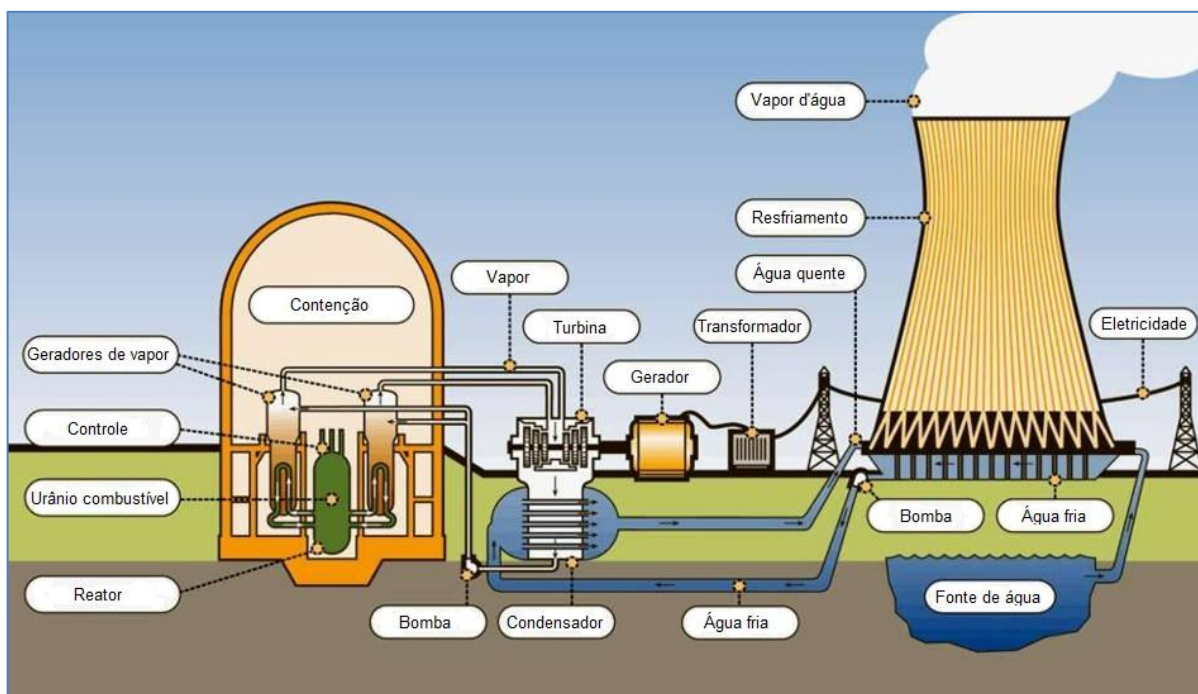 Vapor d'água
Resfriamento
Vapor
Água quente
Contenção
Turbina
Transformador
Eletricidade
Geradores de vapor
Gerador
Controle
Urânio combustível
Bomba
Água fria
Reator
Bomba
Condensador
Água fria
Fonte de água